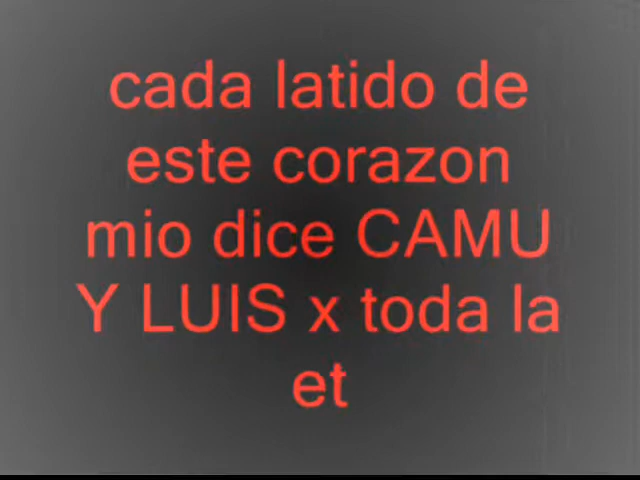 cada latido de
este corazon
mio dice CAMU
Y LUIS x toda la
et